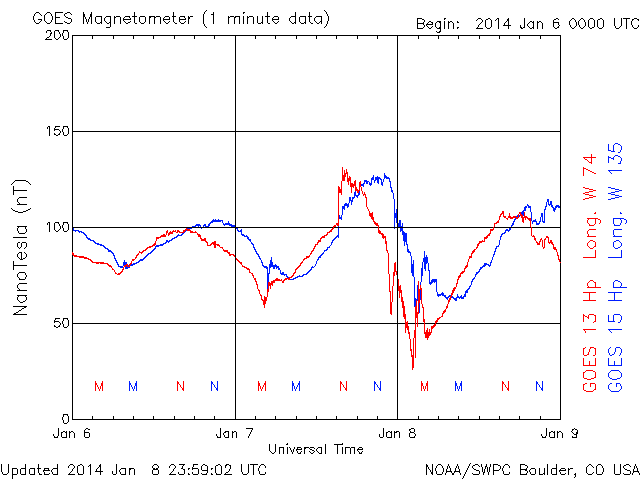 GOES Magnetometer (1 minute data)
Begin: 2014 Jan 6 0000 UTC
200
150
100
50
0
NanoTesla (nT)
M M N N M M N N M M N N
Jan 6 Jan 7 Jan 8 Jan 9
Universal Time
GOES 13 Hp Long. W 74
GOES 15 Hp Long. W 135
Updated 2014 Jan 8 23:59:02 UTC
NOAA/SWPC Boulder, CO USA